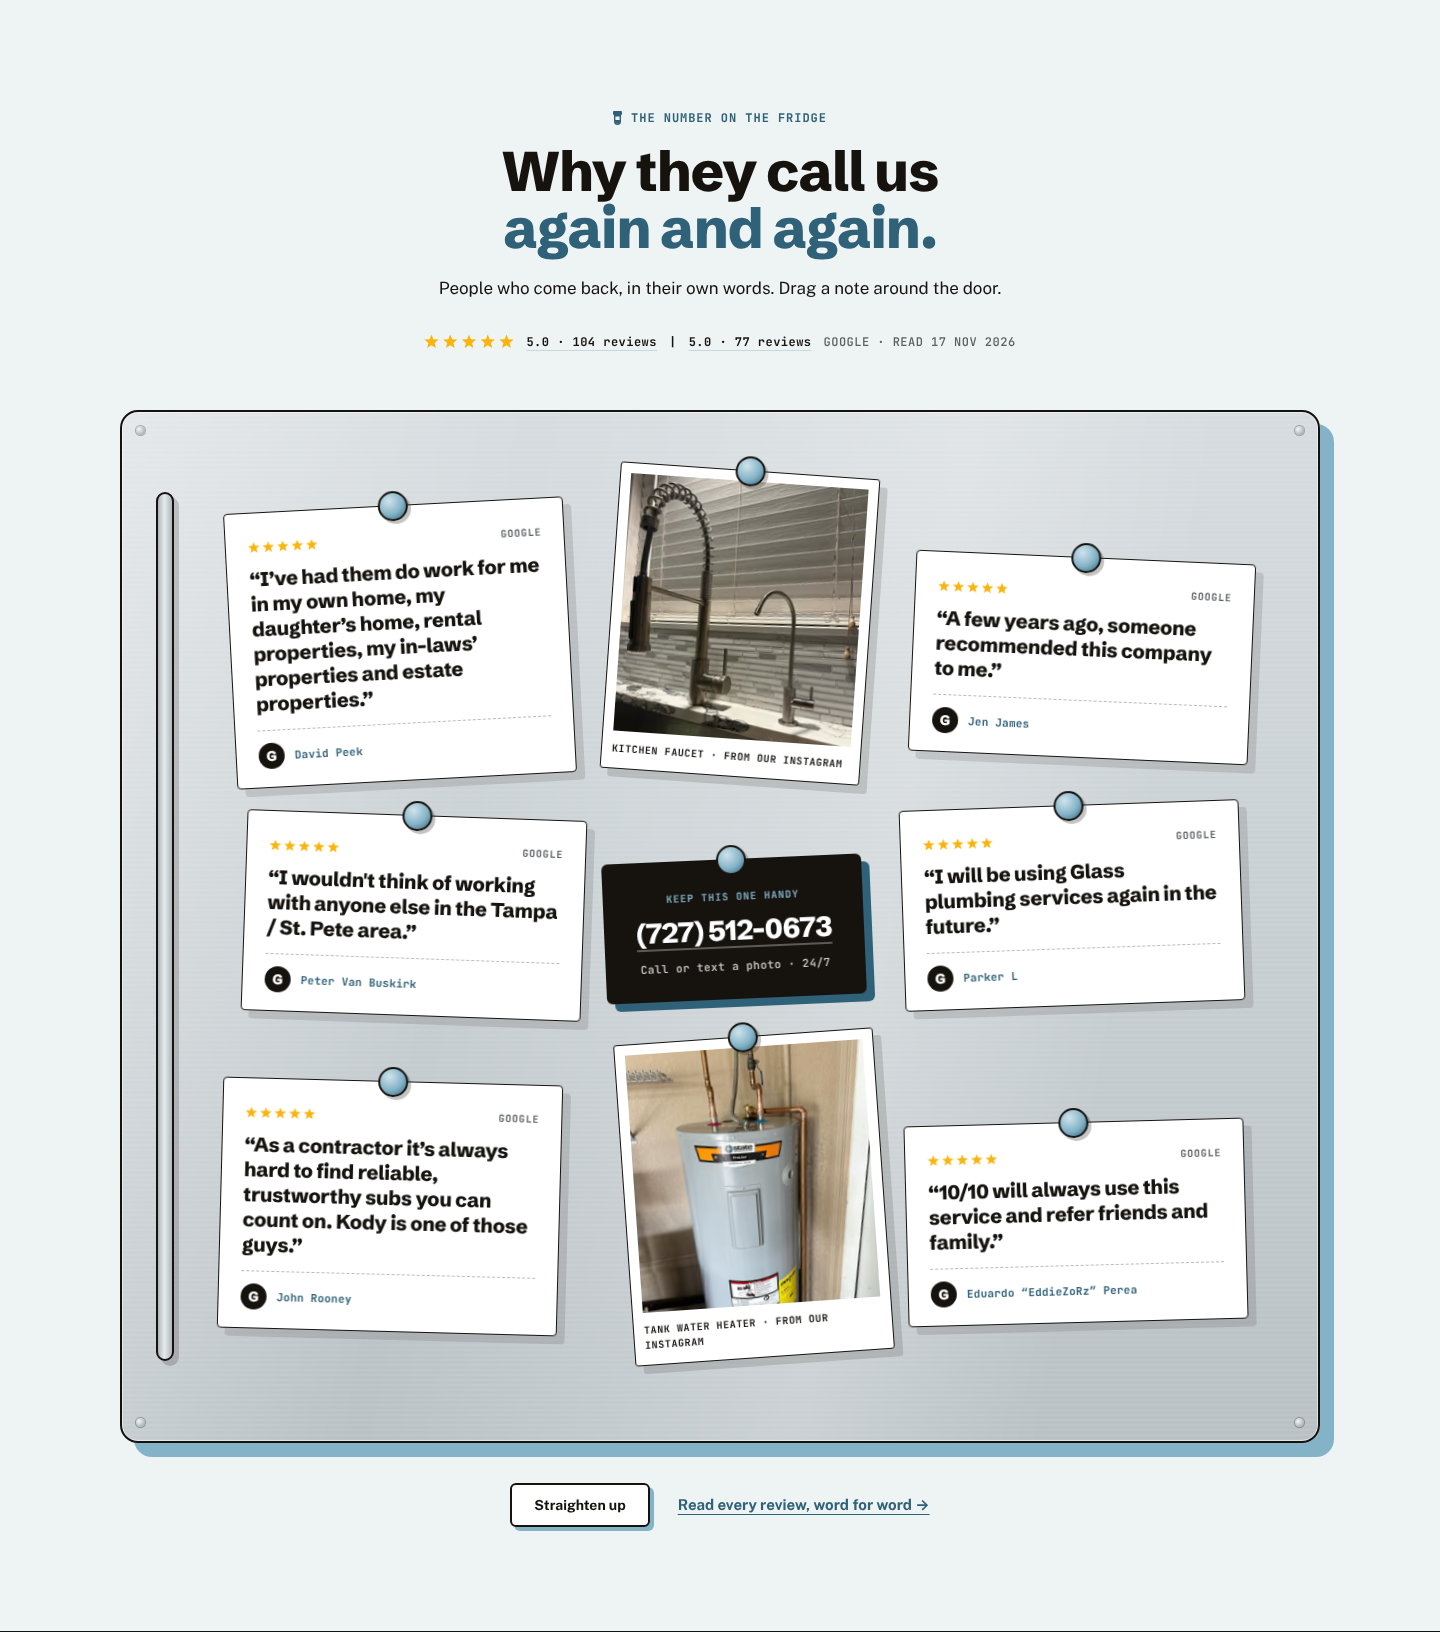 THE NUMBER ON THE FRIDGE
Why they call us
again and again.
People who come back, in their own words. Drag a note around the door.
5.0 · 104 reviews | 5.0 · 77 reviews GOOGLE · READ 17 NOV 2026
GOOGLE
“I’ve had them do work for me
in my own home, my
daughter’s home, rental
properties, my in-laws’
properties and estate
properties.”
G David Peek
KITCHEN FAUCET · FROM OUR INSTAGRAM
GOOGLE
“A few years ago, someone
recommended this company
to me.”
G Jen James
GOOGLE
“I wouldn't think of working
with anyone else in the Tampa
/ St. Pete area.”
G Peter Van Buskirk
KEEP THIS ONE HANDY
(727) 512-0673
Call or text a photo · 24/7
GOOGLE
“I will be using Glass
plumbing services again in the
future.”
G Parker L
GOOGLE
“As a contractor it’s always
hard to find reliable,
trustworthy subs you can
count on. Kody is one of those
guys.”
G John Rooney
state
TANK WATER HEATER · FROM OUR
INSTAGRAM
GOOGLE
“10/10 will always use this
service and refer friends and
family.”
G Eduardo “EddieZoRz” Perea
Straighten up
Read every review, word for word →